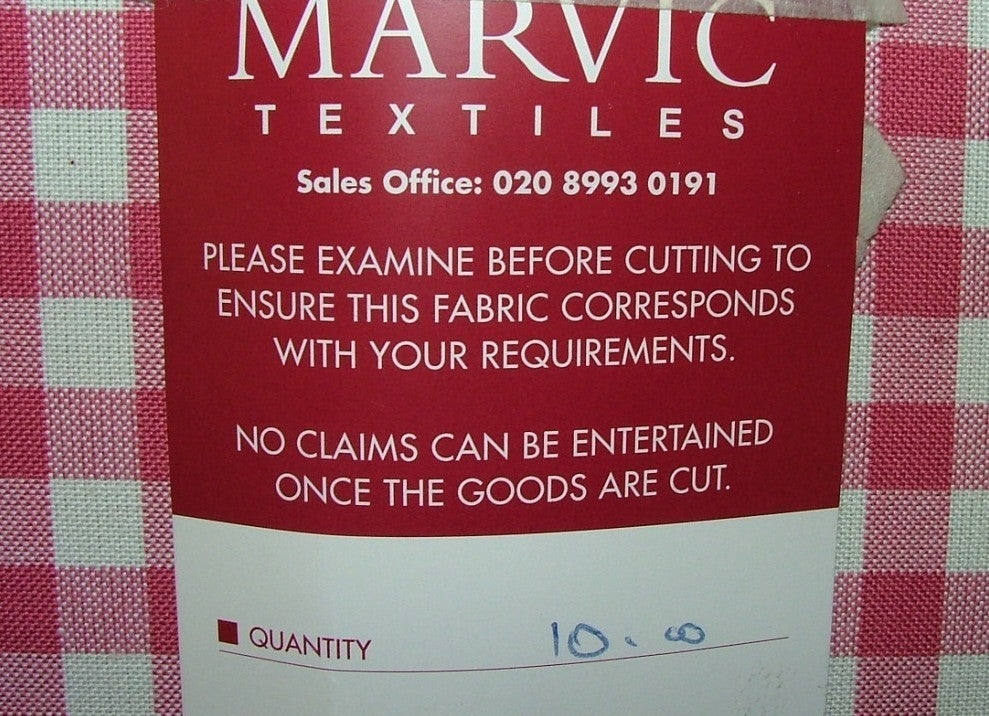 MARVIC
TEXTILES
Sales Office: 020 8993 0191
PLEASE EXAMINE BEFORE CUTTING TO
ENSURE THIS FABRIC CORRESPONDS
WITH YOUR REQUIREMENTS.
NO CLAIMS CAN BE ENTERTAINED
ONCE THE GOODS ARE CUT.
QUANTITY 10.00